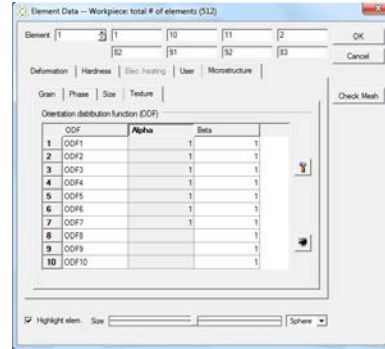 Element Data -- Workpiece: total # of elements (512)
Element 1 1 10 11 2 OK
82 91 92 83 Cancel
Deformation Hardness Elec. heating User Microstructure
Check Mesh
Grain Phase Size Texture
Orientation distribution function (ODF)
ODF Alpha Beta
1 ODF1 1 1
2 ODF2 1 1
3 ODF3 1 1
4 ODF4 1 1
5 ODF5 1 1
6 ODF6 1 1
7 ODF7 1 1
8 ODF8 1
9 ODF9 1
10 ODF10 1
Highlight elem. Size Sphere